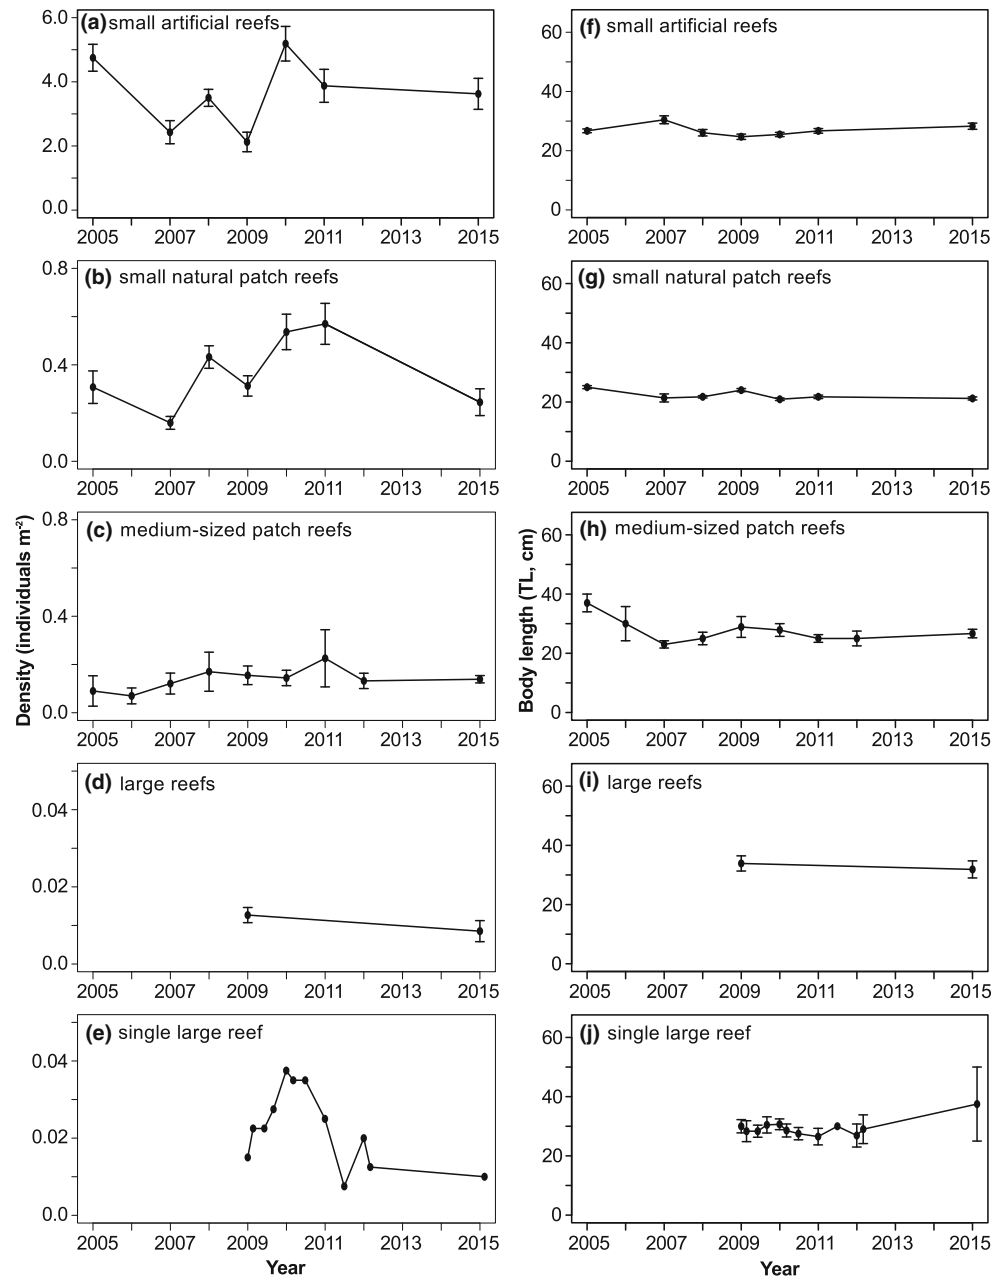 (a) small artificial reefs
6.0
4.0
2.0
0.0
2005 2007 2009 2011 2013 2015
(f) small artificial reefs
60
40
20
0
2005 2007 2009 2011 2013 2015
(b) small natural patch reefs
0.8
0.4
0.0
2005 2007 2009 2011 2013 2015
(g) small natural patch reefs
60
40
20
0
2005 2007 2009 2011 2013 2015
(c) medium-sized patch reefs
0.8
0.4
0.0
2005 2007 2009 2011 2013 2015
Density (individuals m⁻²)
(h) medium-sized patch reefs
60
40
20
0
2005 2007 2009 2011 2013 2015
Body length (TL, cm)
(d) large reefs
0.04
0.02
0.0
2005 2007 2009 2011 2013 2015
(i) large reefs
60
40
20
0
2005 2007 2009 2011 2013 2015
(e) single large reef
0.04
0.02
0.0
2005 2007 2009 2011 2013 2015
Year
(j) single large reef
60
40
20
0
2005 2007 2009 2011 2013 2015
Year